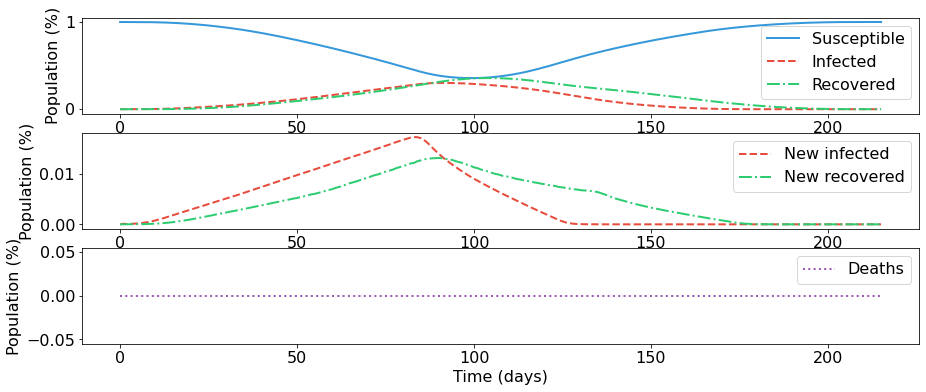 Population (%)
1
0
Susceptible
Infected
Recovered
0 50 100 150 200
Population (%)
0.01
0.00
New infected
New recovered
0 50 100 150 200
Population (%)
0.05
0.00
−0.05
Deaths
0 50 100 150 200
Time (days)